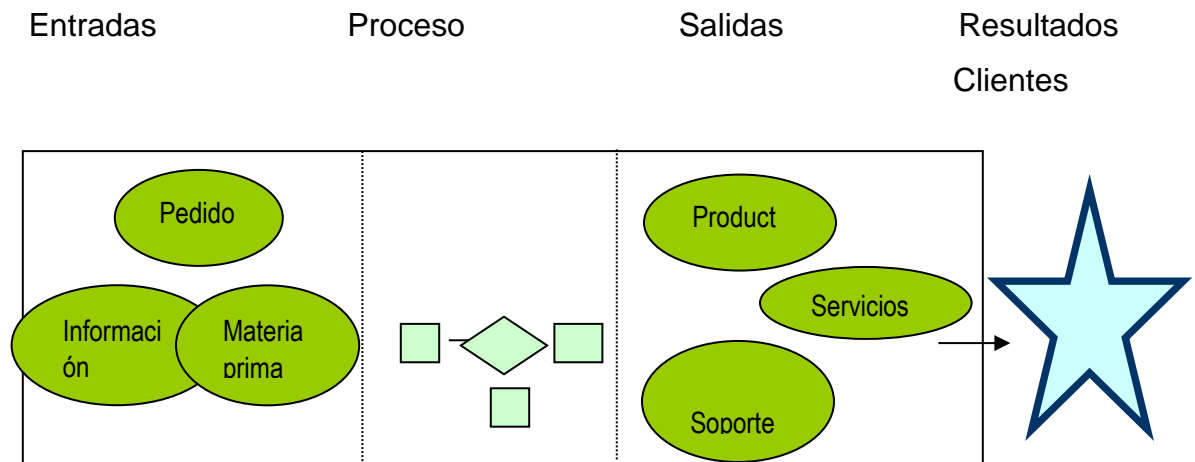 Entradas Proceso Salidas Resultados
Clientes
Pedido
Informaci
ón
Materia
prima
Product
Servicios
Soporte